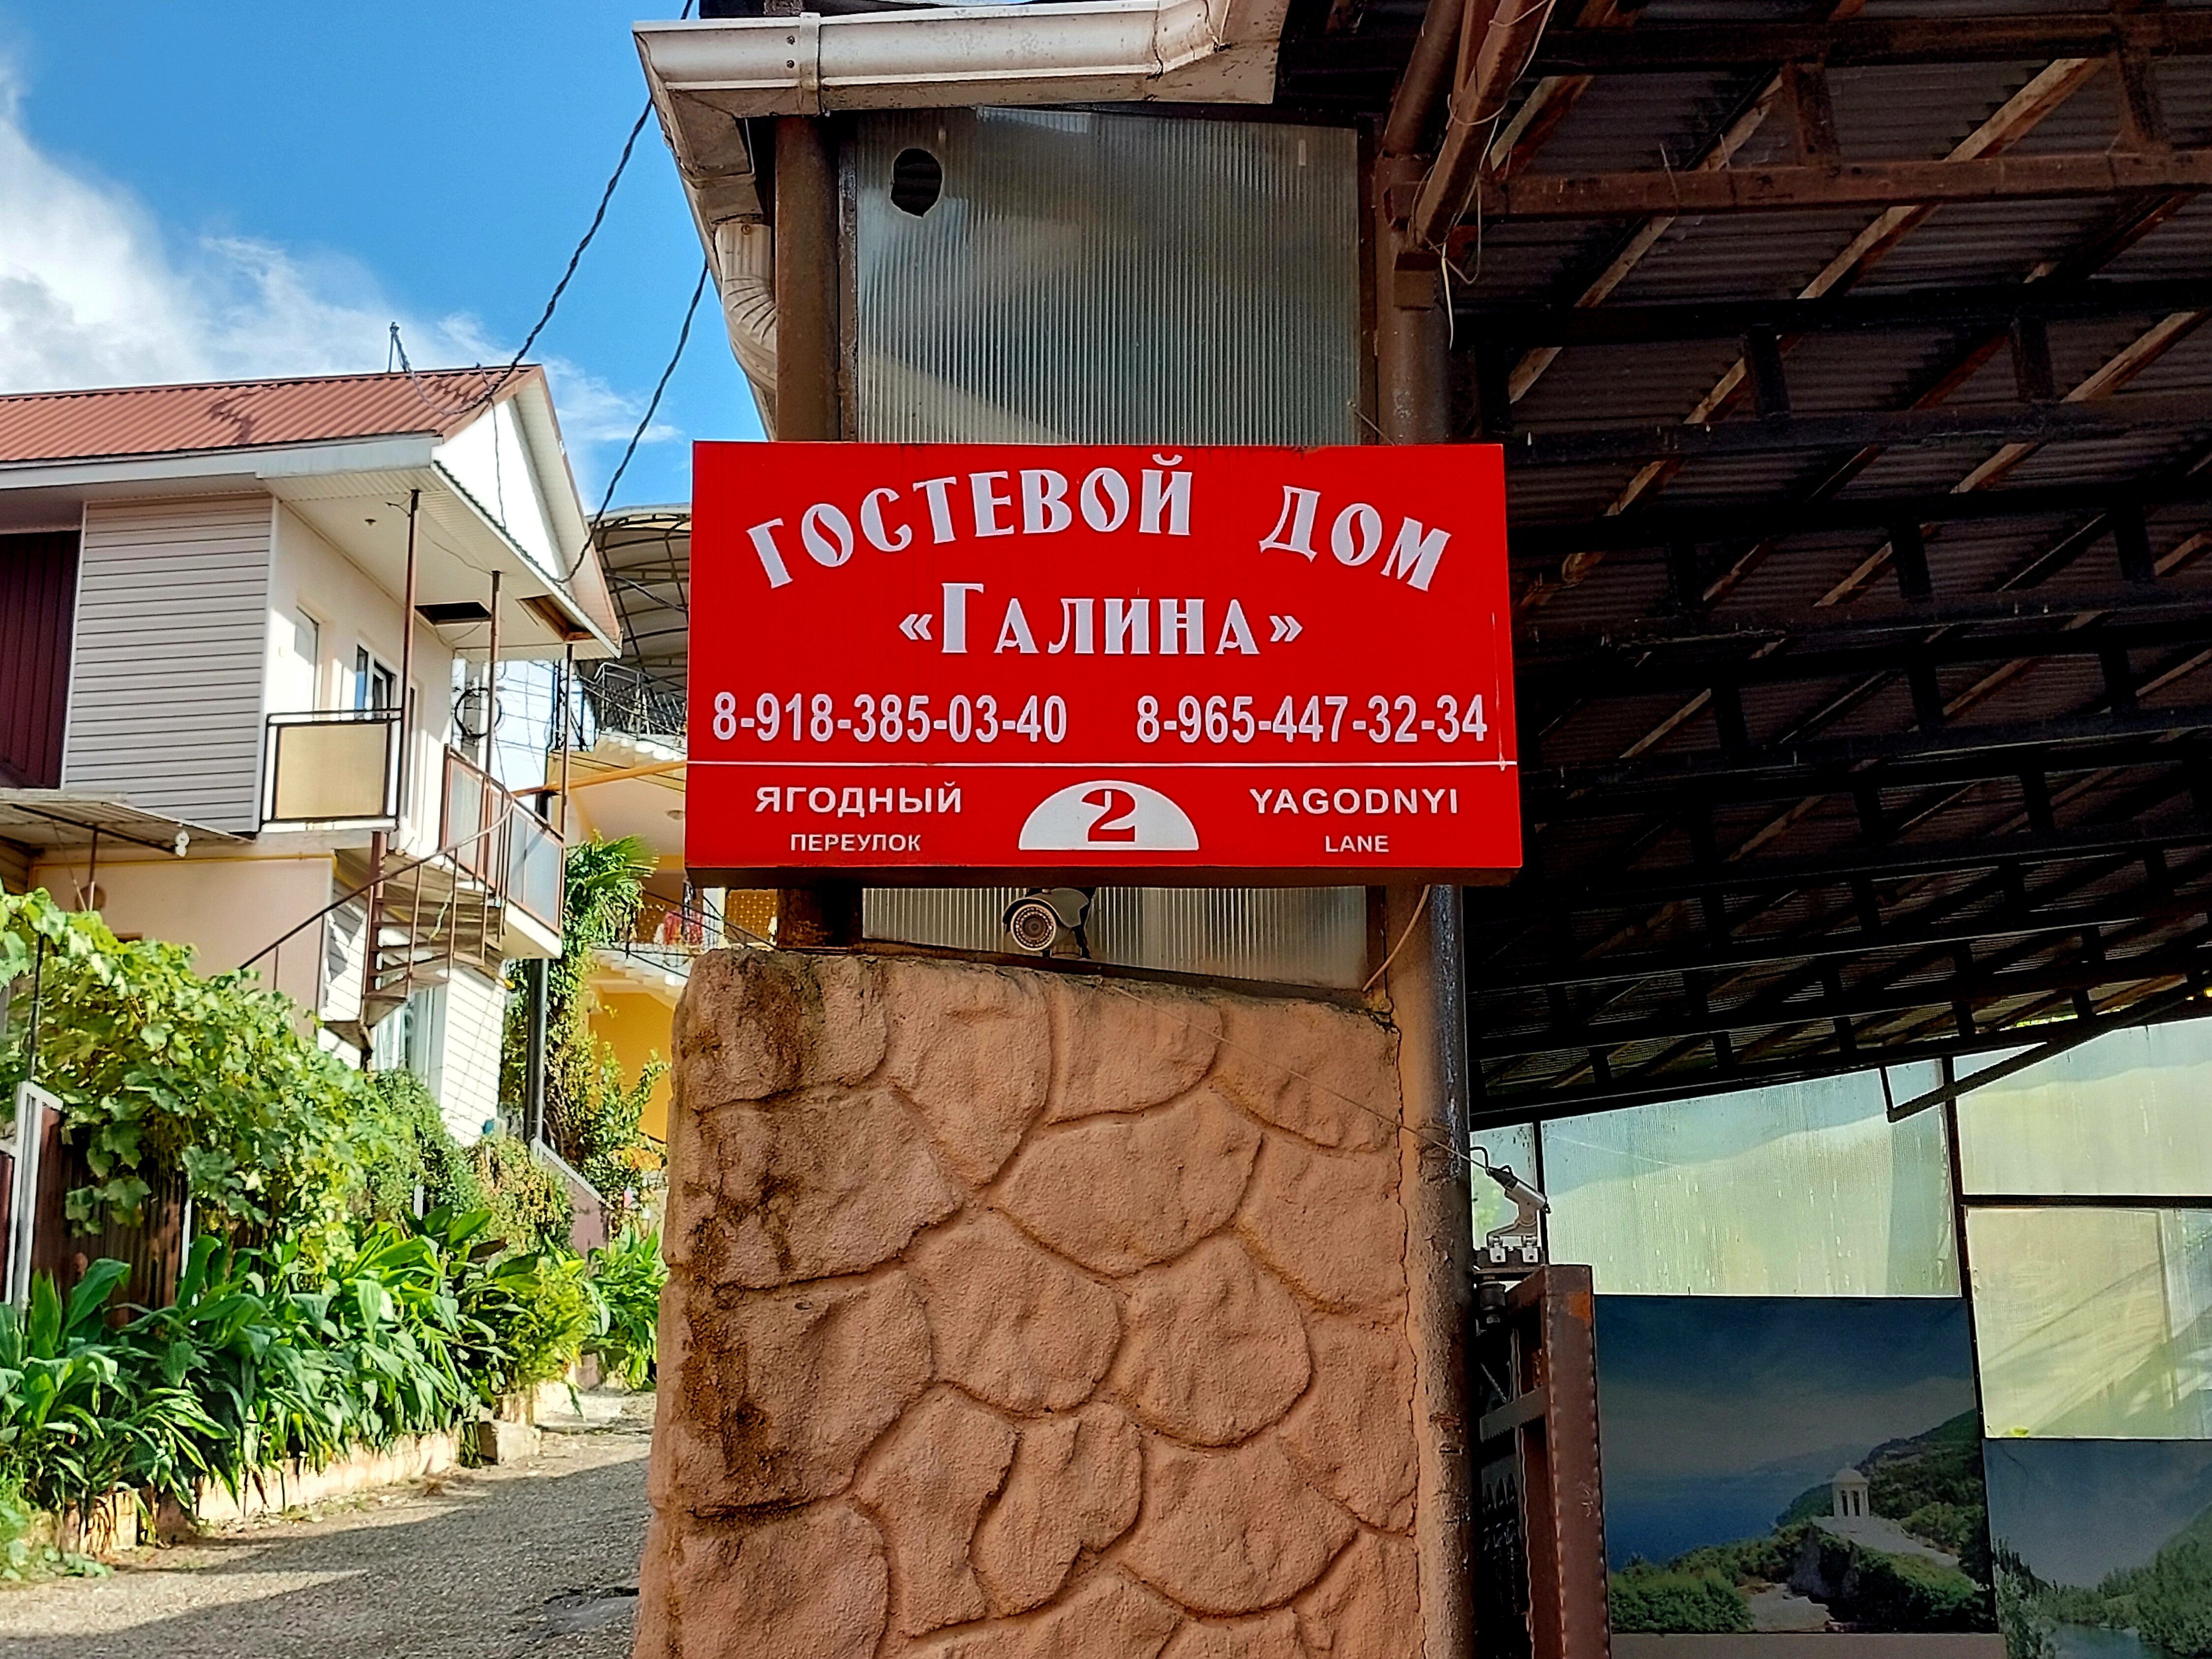 ГОСТЕВОЙ ДОМ
«ГАЛИНА»
8-918-385-03-40 8-965-447-32-34
ЯГОДНЫЙ 2 YAGODNYI
ПЕРЕУЛОК LANE